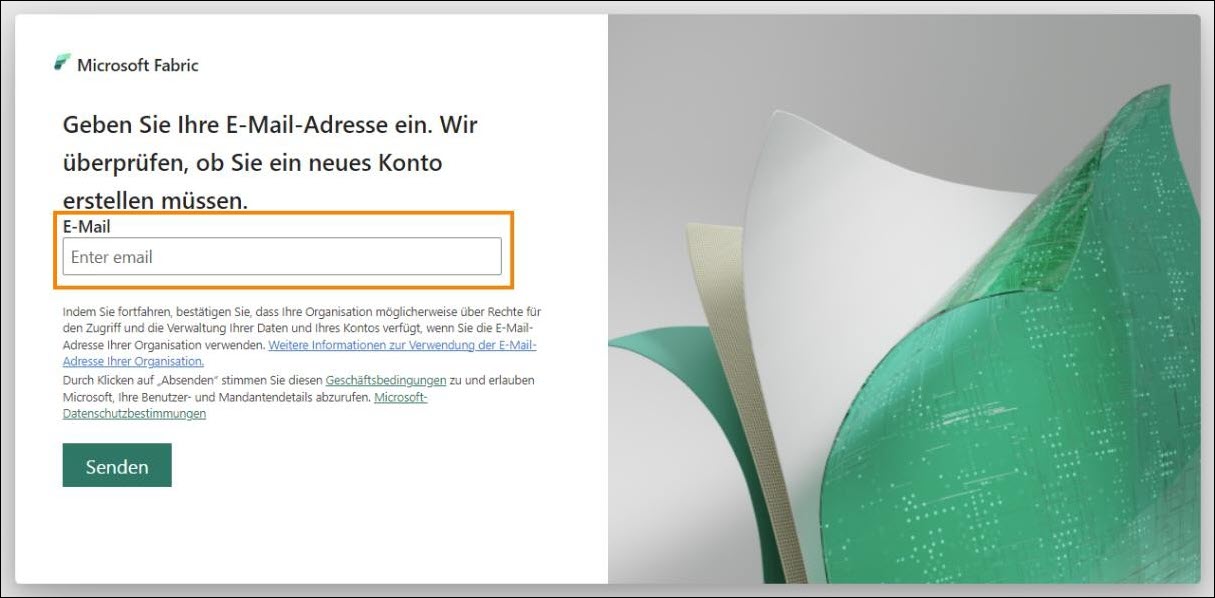 Microsoft Fabric
Geben Sie Ihre E-Mail-Adresse ein. Wir
überprüfen, ob Sie ein neues Konto
erstellen müssen.
E-Mail
Enter email
Indem Sie fortfahren, bestätigen Sie, dass Ihre Organisation möglicherweise über Rechte für
den Zugriff und die Verwaltung Ihrer Daten und Ihres Kontos verfügt, wenn Sie die E-Mail-
Adresse Ihrer Organisation verwenden. Weitere Informationen zur Verwendung der E-Mail-
Adresse Ihrer Organisation.
Durch Klicken auf „Absenden“ stimmen Sie diesen Geschäftsbedingungen zu und erlauben
Microsoft, Ihre Benutzer- und Mandantendetails abzurufen. Microsoft-
Datenschutzbestimmungen
Senden